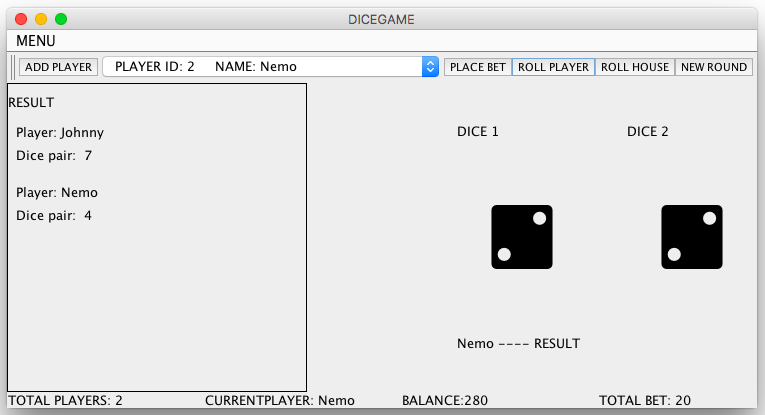 DICEGAME
MENU
ADD PLAYER PLAYER ID: 2 NAME: Nemo PLACE BET ROLL PLAYER ROLL HOUSE NEW ROUND
RESULT
Player: Johnny
Dice pair: 7
Player: Nemo
Dice pair: 4
DICE 1 DICE 2
Nemo ---- RESULT
TOTAL PLAYERS: 2 CURRENTPLAYER: Nemo BALANCE:280 TOTAL BET: 20